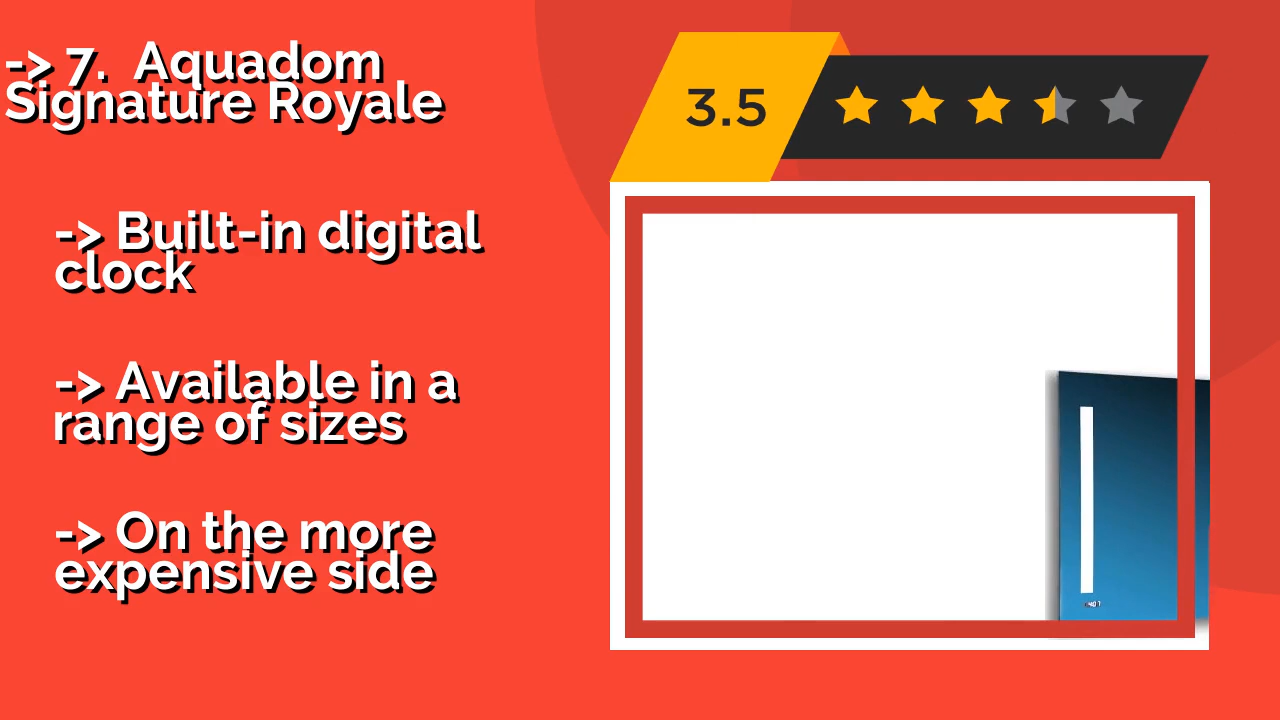 -> 7. Aquadom
Signature Royale
3.5
-> Built-in digital
clock
-> Available in a
range of sizes
-> On the more
expensive side